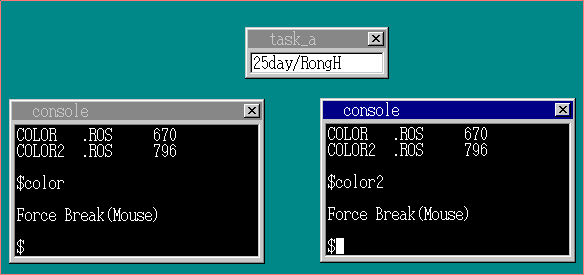 task_a
25day/RongH
console
COLOR .ROS 670
COLOR2 .ROS 796
$color
Force Break(Mouse)
$
console
COLOR .ROS 670
COLOR2 .ROS 796
$color2
Force Break(Mouse)
$